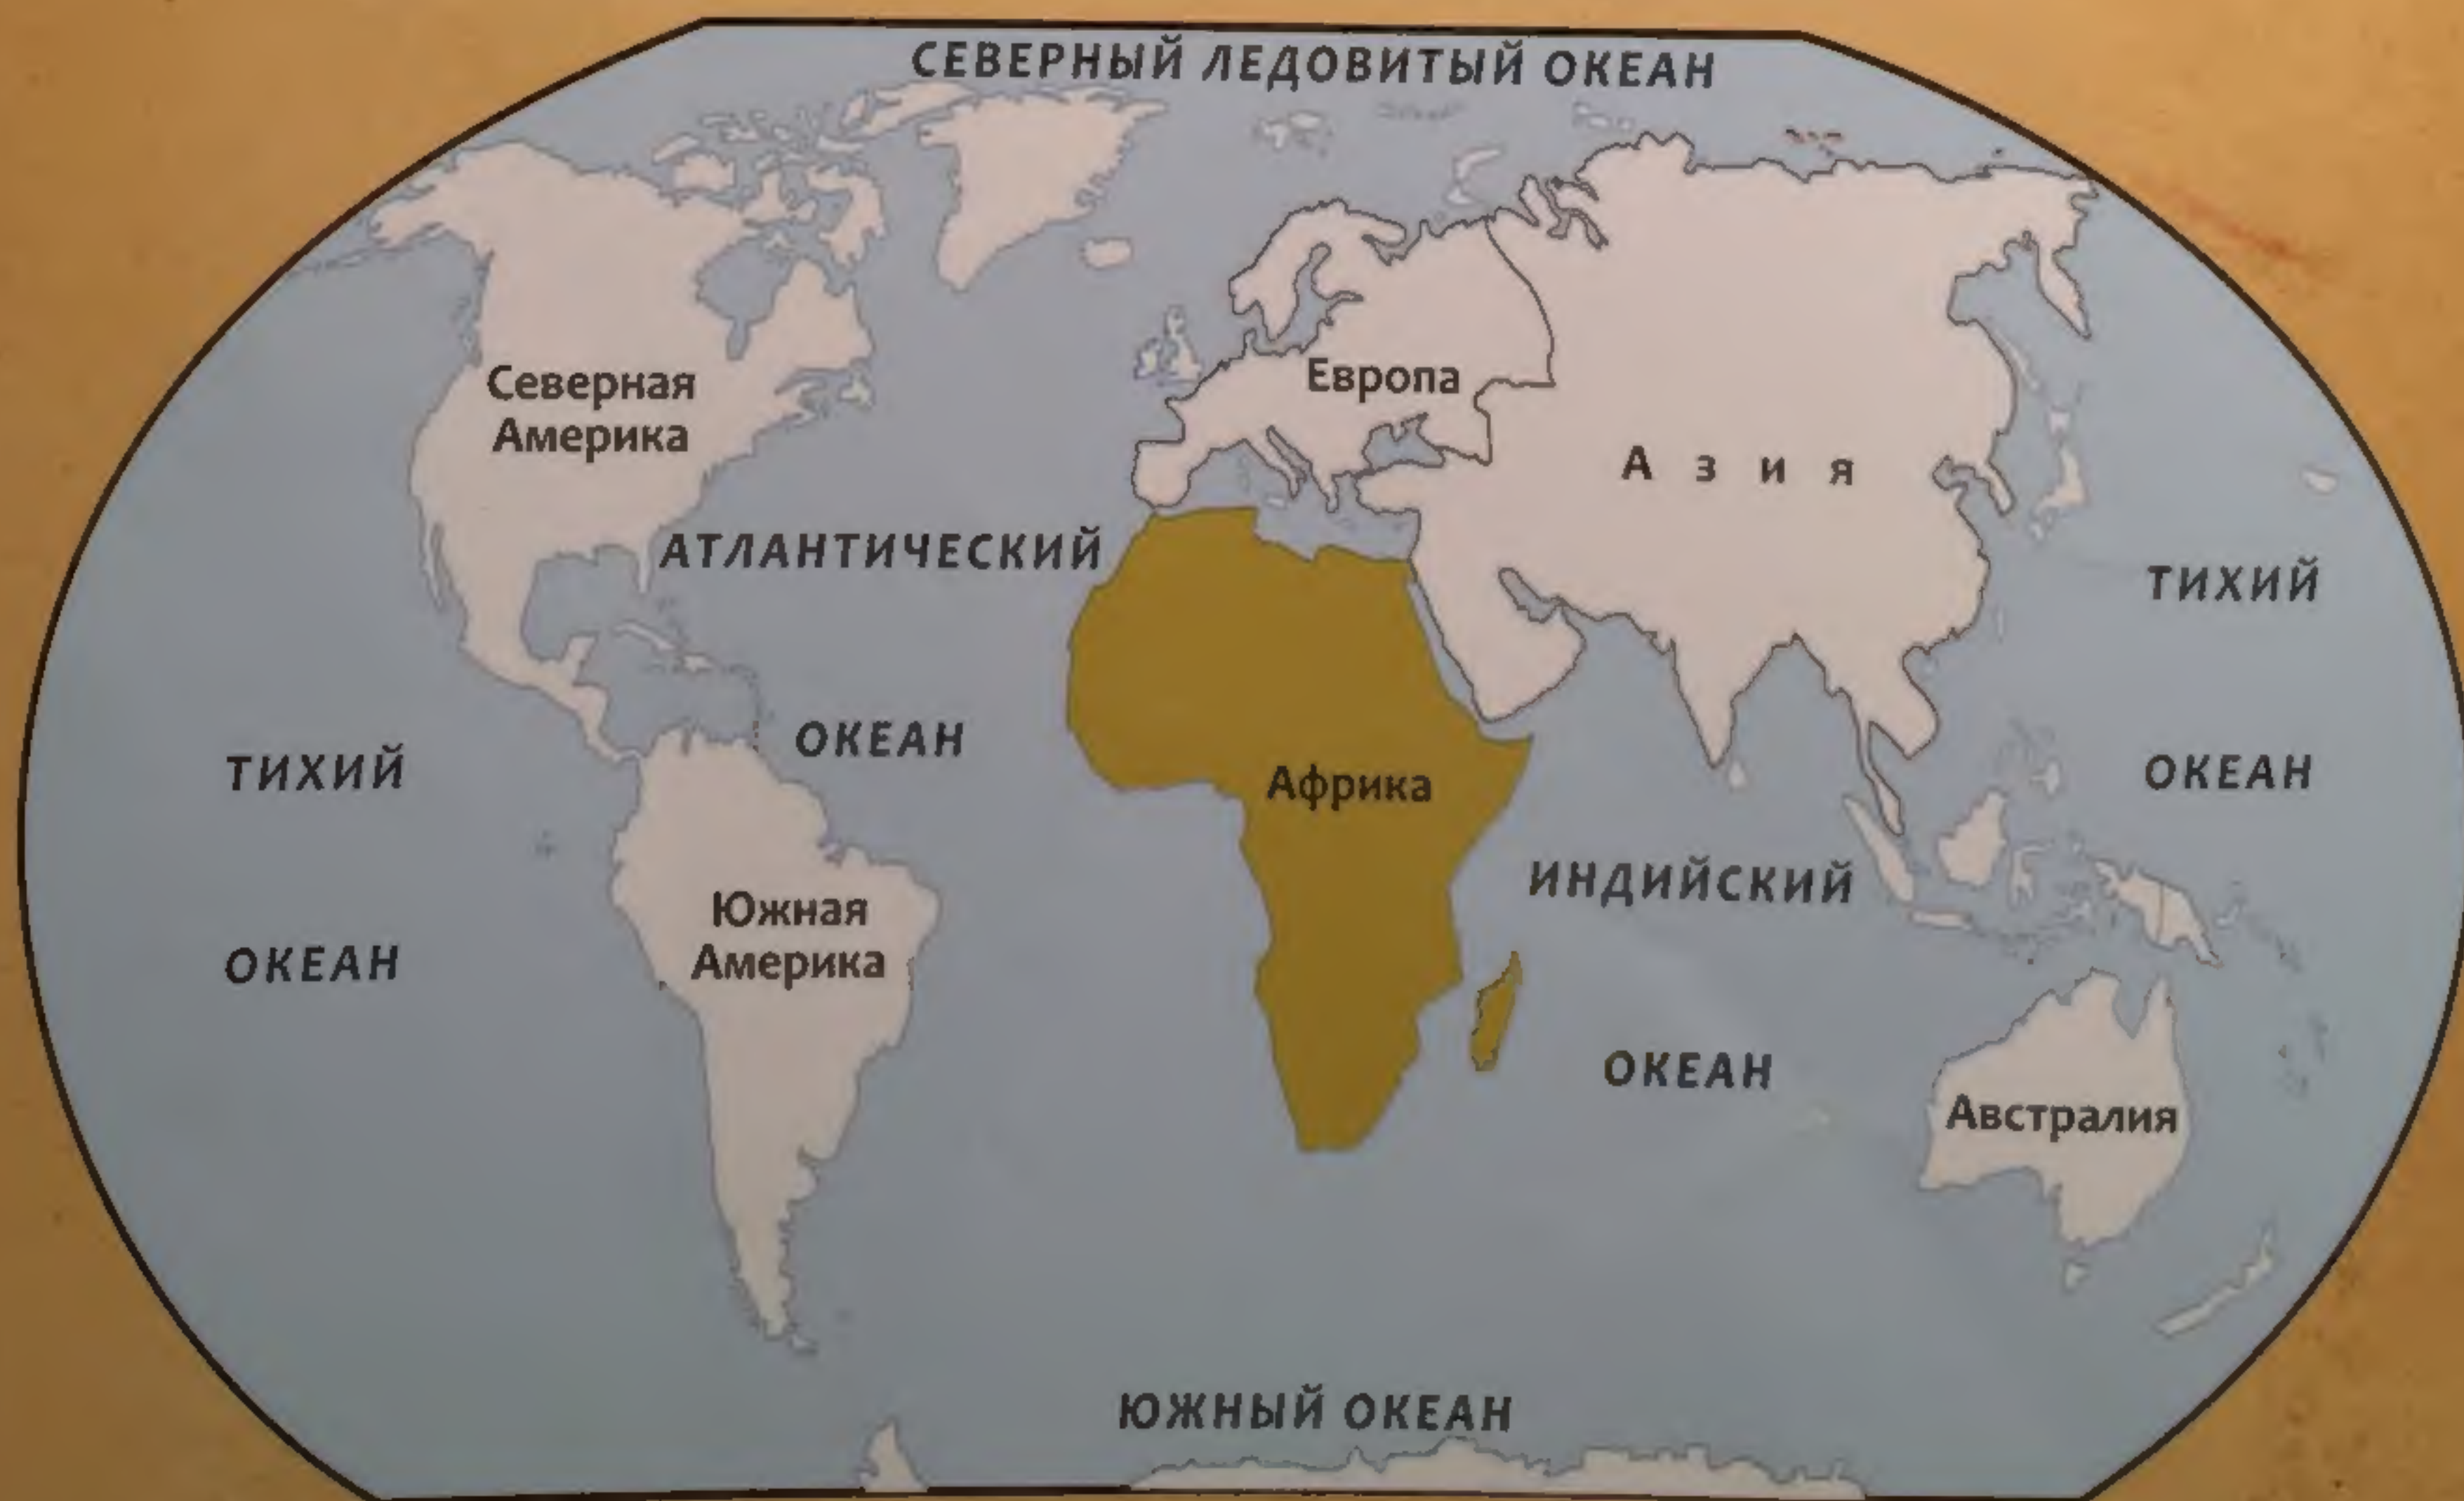 СЕВЕРНЫЙ ЛЕДОВИТЫЙ ОКЕАН
Северная
Америка
Европа
Азия
АТЛАНТИЧЕСКИЙ
ОКЕАН
ТИХИЙ
ОКЕАН
Африка
ТИХИЙ
ОКЕАН
Южная
Америка
ИНДИЙСКИЙ
ОКЕАН
Австралия
ЮЖНЫЙ ОКЕАН